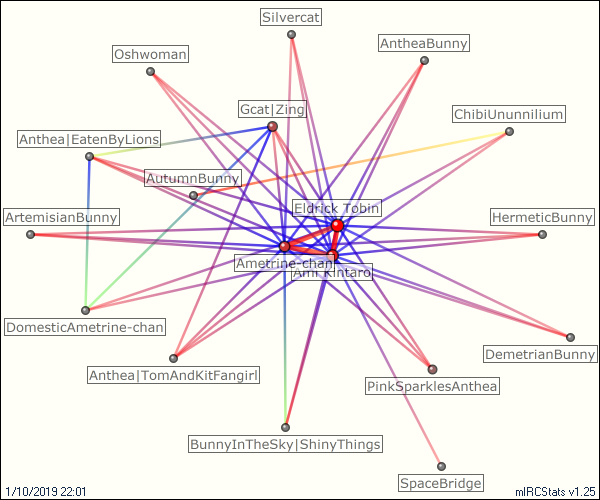 Silvercat
AntheaBunny
Oshwoman
Gcat|Zing
ChibiUnunnilium
Anthea|EatenByLions
AutumnBunny
Eldrick Tobin
ArtemisianBunny
HermeticBunny
Ametrine-chan
Ami Kintaro
DomesticAmetrine-chan
DemetrianBunny
Anthea|TomAndKitFangirl
PinkSparklesAnthea
BunnyInTheSky|ShinyThings
SpaceBridge
1/10/2019 22:01
mIRCStats v1.25